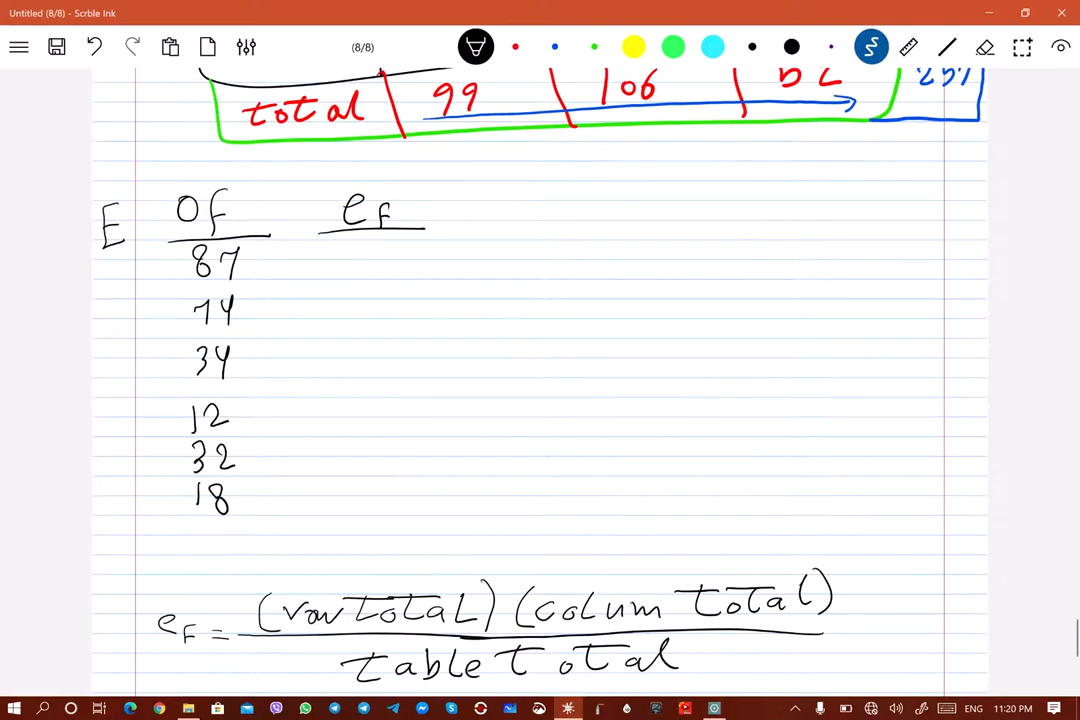 Untitled (8/8) - Scrble Ink
(8/8)
total 99 106 52 257
E of eF
87
74
34
12
32
18
eF = (row total) (colum total)
table total
11:20 PM